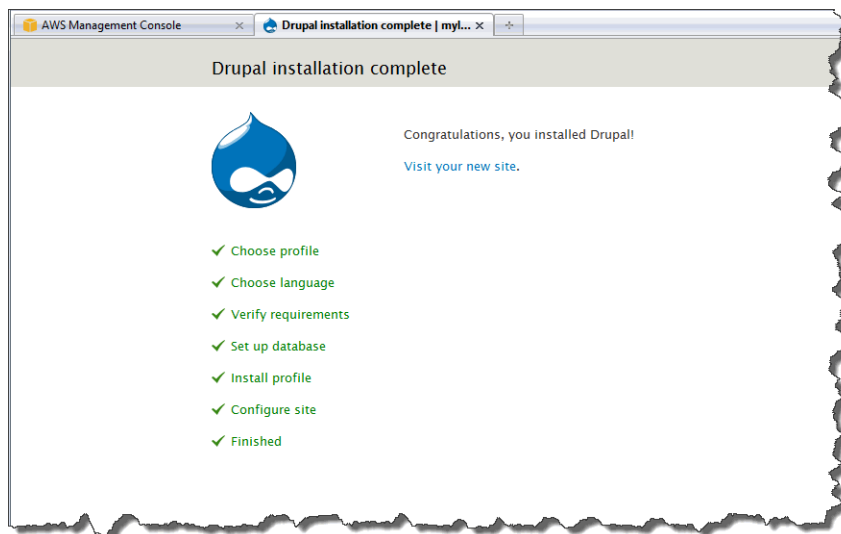 AWS Management Console
Drupal installation complete | myl...
Drupal installation complete
Congratulations, you installed Drupal!
Visit your new site.
Choose profile
Choose language
Verify requirements
Set up database
Install profile
Configure site
Finished